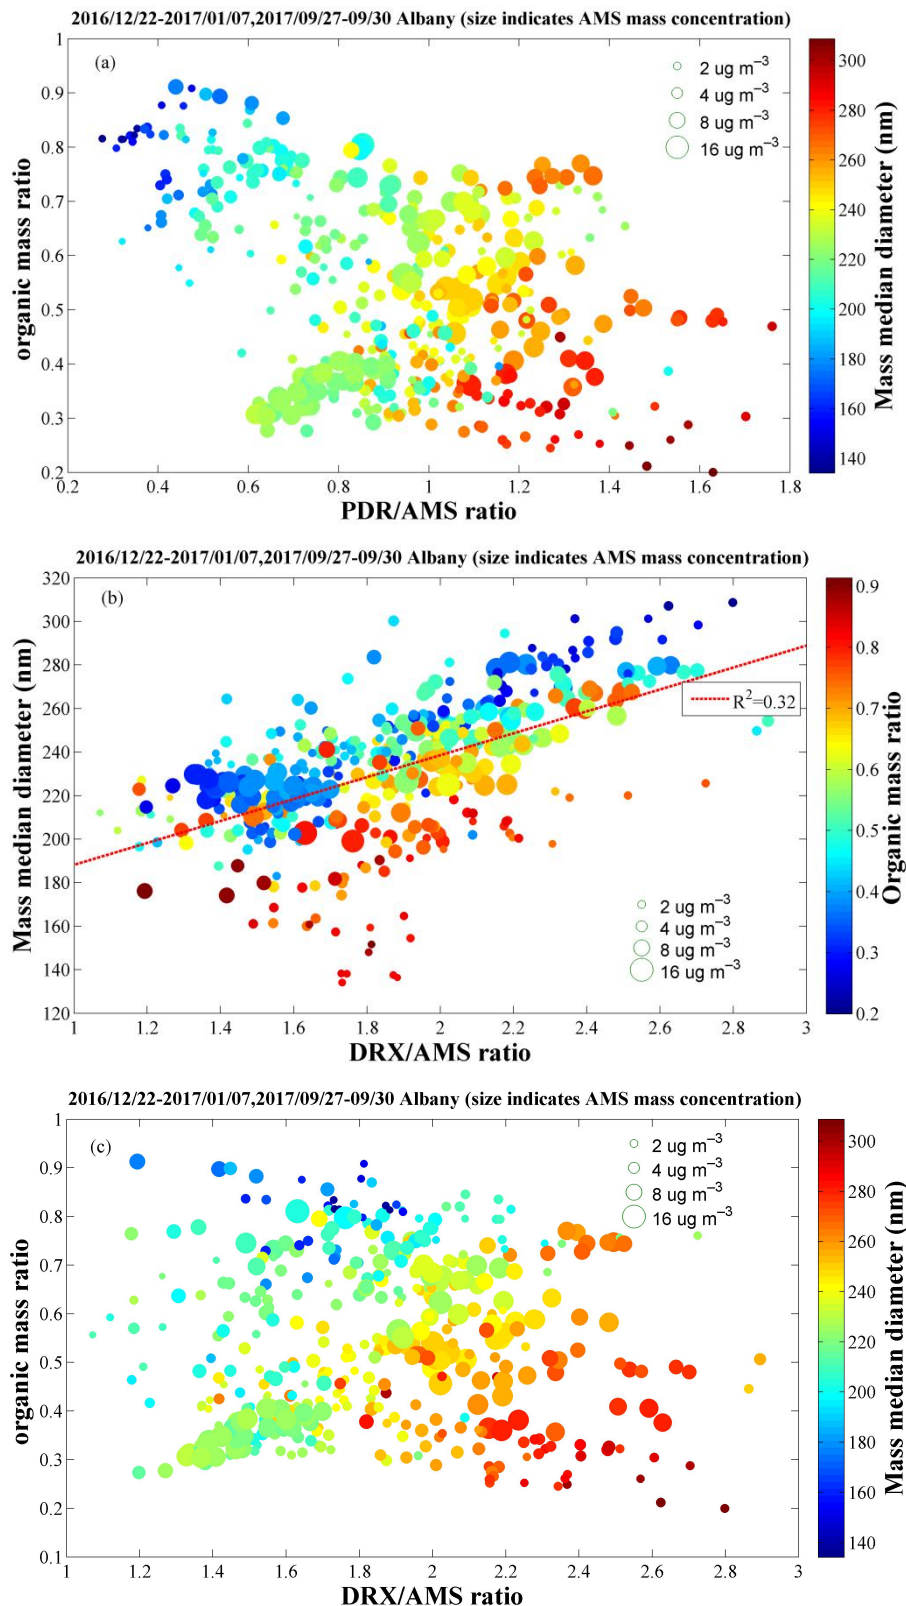 2016/12/22-2017/01/07,2017/09/27-09/30 Albany (size indicates AMS mass concentration)
(a)
2 ug m⁻³
4 ug m⁻³
8 ug m⁻³
16 ug m⁻³
organic mass ratio
1
0.9
0.8
0.7
0.6
0.5
0.4
0.3
0.2
0.2 0.4 0.6 0.8 1 1.2 1.4 1.6 1.8
PDR/AMS ratio
300
280
260
240
220
200
180
160
140
Mass median diameter (nm)
2016/12/22-2017/01/07,2017/09/27-09/30 Albany (size indicates AMS mass concentration)
(b)
R²=0.32
2 ug m⁻³
4 ug m⁻³
8 ug m⁻³
16 ug m⁻³
Mass median diameter (nm)
320
300
280
260
240
220
200
180
160
140
120
1 1.2 1.4 1.6 1.8 2 2.2 2.4 2.6 2.8 3
DRX/AMS ratio
0.9
0.8
0.7
0.6
0.5
0.4
0.3
0.2
Organic mass ratio
2016/12/22-2017/01/07,2017/09/27-09/30 Albany (size indicates AMS mass concentration)
(c)
2 ug m⁻³
4 ug m⁻³
8 ug m⁻³
16 ug m⁻³
organic mass ratio
1
0.9
0.8
0.7
0.6
0.5
0.4
0.3
0.2
0.1
1 1.2 1.4 1.6 1.8 2 2.2 2.4 2.6 2.8 3
DRX/AMS ratio
300
280
260
240
220
200
180
160
140
Mass median diameter (nm)